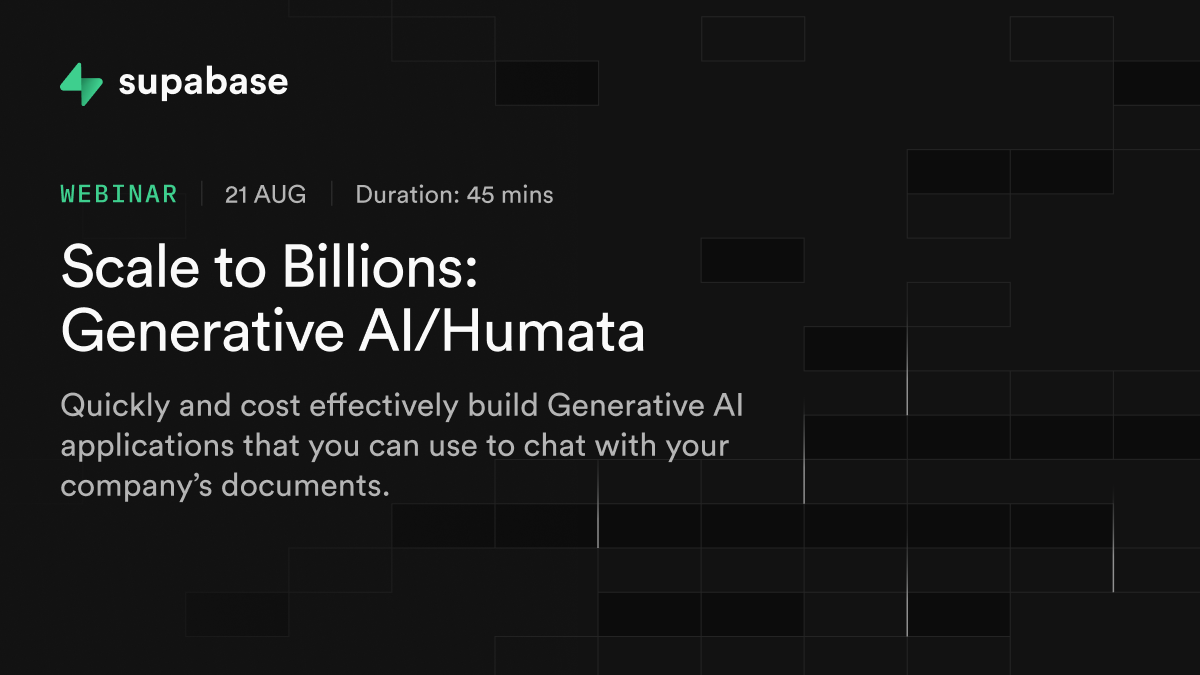 supabase
WEBINAR | 21 AUG | Duration: 45 mins
Scale to Billions:
Generative AI/Humata
Quickly and cost effectively build Generative AI
applications that you can use to chat with your
company’s documents.